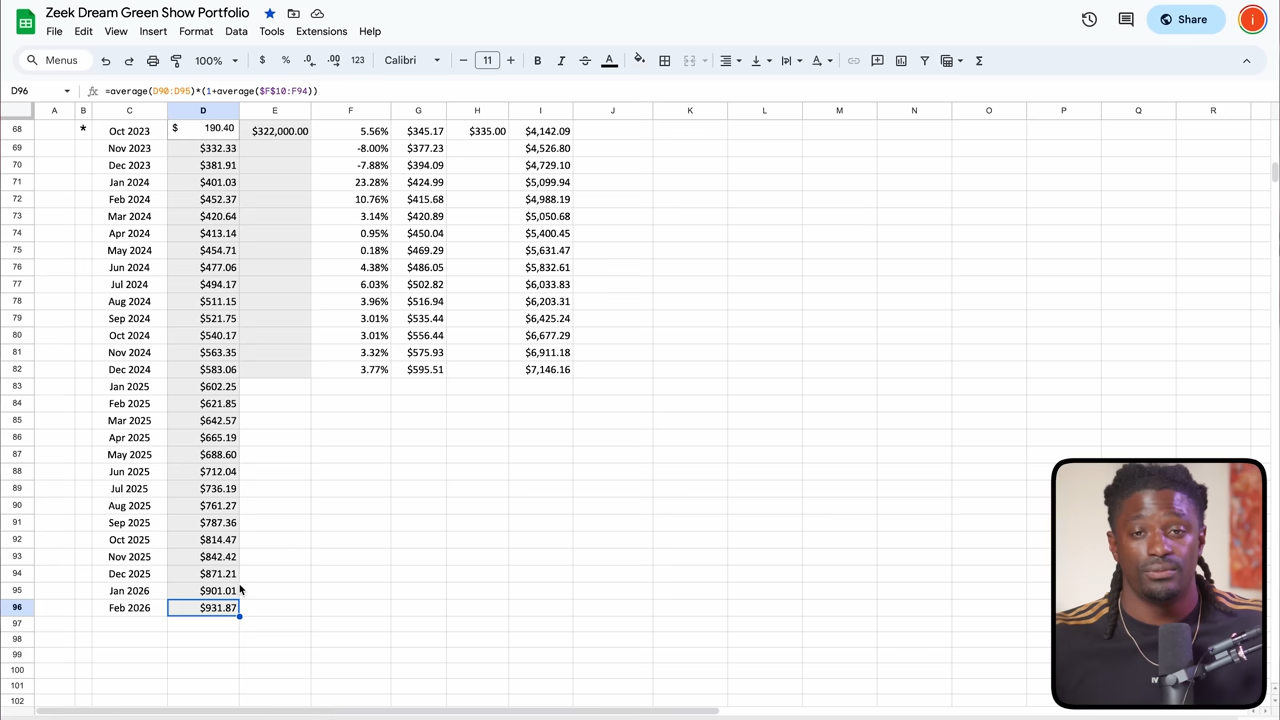 Zeek Dream Green Show Portfolio
File Edit View Insert Format Data Tools Extensions Help
Share
i
Menus 100% $ % .0 .00 123 Calibri 11 B I S A
D96 fx =average(D90:D95)*(1+average($F$10:F94))
A B C D E F G H I J K L M N O P Q R
68 * Oct 2023 $ 190.40 $322,000.00 5.56% $345.17 $335.00 $4,142.09
69 Nov 2023 $332.33 -8.00% $377.23 $4,526.80
70 Dec 2023 $381.91 -7.88% $394.09 $4,729.10
71 Jan 2024 $401.03 23.28% $424.99 $5,099.94
72 Feb 2024 $452.37 10.76% $415.68 $4,988.19
73 Mar 2024 $420.64 3.14% $420.89 $5,050.68
74 Apr 2024 $413.14 0.95% $450.04 $5,400.45
75 May 2024 $454.71 0.18% $469.29 $5,631.47
76 Jun 2024 $477.06 4.38% $486.05 $5,832.61
77 Jul 2024 $494.17 6.03% $502.82 $6,033.83
78 Aug 2024 $511.15 3.96% $516.94 $6,203.31
79 Sep 2024 $521.75 3.01% $535.44 $6,425.24
80 Oct 2024 $540.17 3.01% $556.44 $6,677.29
81 Nov 2024 $563.35 3.32% $575.93 $6,911.18
82 Dec 2024 $583.06 3.77% $595.51 $7,146.16
83 Jan 2025 $602.25
84 Feb 2025 $621.85
85 Mar 2025 $642.57
86 Apr 2025 $665.19
87 May 2025 $688.60
88 Jun 2025 $712.04
89 Jul 2025 $736.19
90 Aug 2025 $761.27
91 Sep 2025 $787.36
92 Oct 2025 $814.47
93 Nov 2025 $842.42
94 Dec 2025 $871.21
95 Jan 2026 $901.01
96 Feb 2026 $931.87
97
98
99
100
101
102